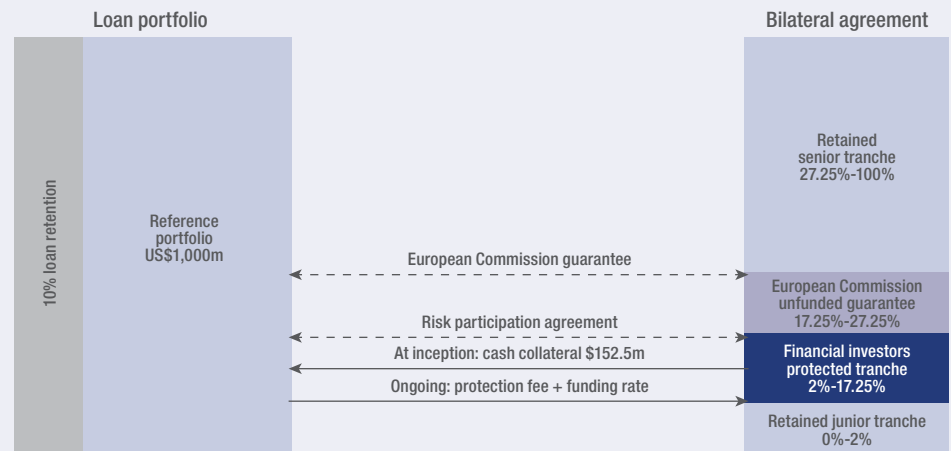 Loan portfolio
Bilateral agreement
10% loan retention
Reference
portfolio
US$1,000m
Retained
senior tranche
27.25%-100%
European Commission guarantee
European Commission
unfunded guarantee
17.25%-27.25%
Risk participation agreement
At inception: cash collateral $152.5m
Financial investors
protected tranche
2%-17.25%
Ongoing: protection fee + funding rate
Retained junior tranche
0%-2%